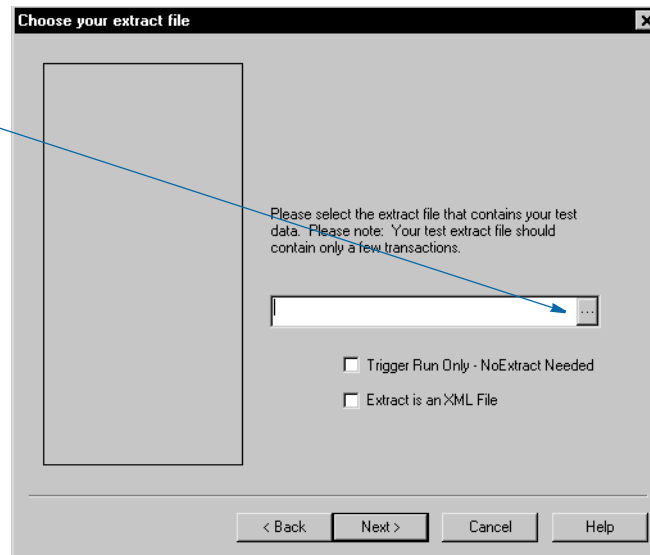 Choose your extract file
Please select the extract file that contains your test
data. Please note: Your test extract file should
contain only a few transactions.
...
Trigger Run Only - NoExtract Needed
Extract is an XML File
< Back
Next >
Cancel
Help